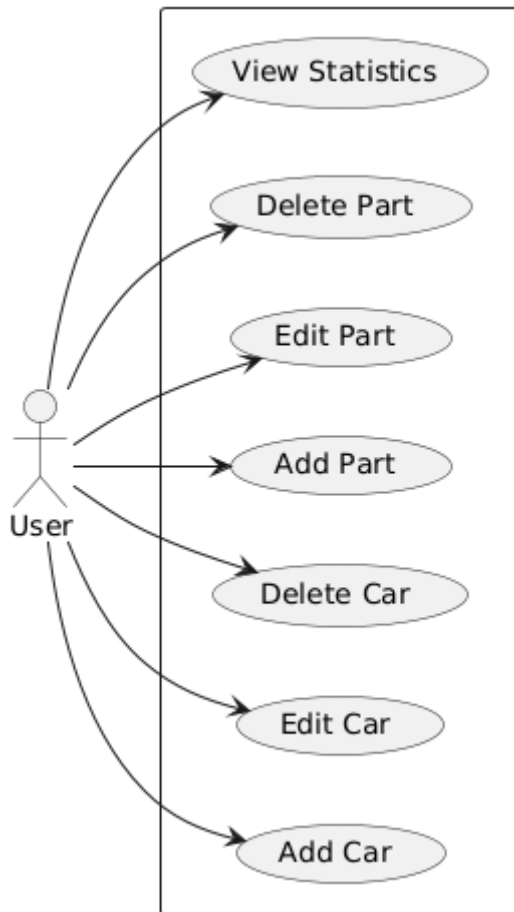 View Statistics
Delete Part
Edit Part
Add Part
User
Delete Car
Edit Car
Add Car